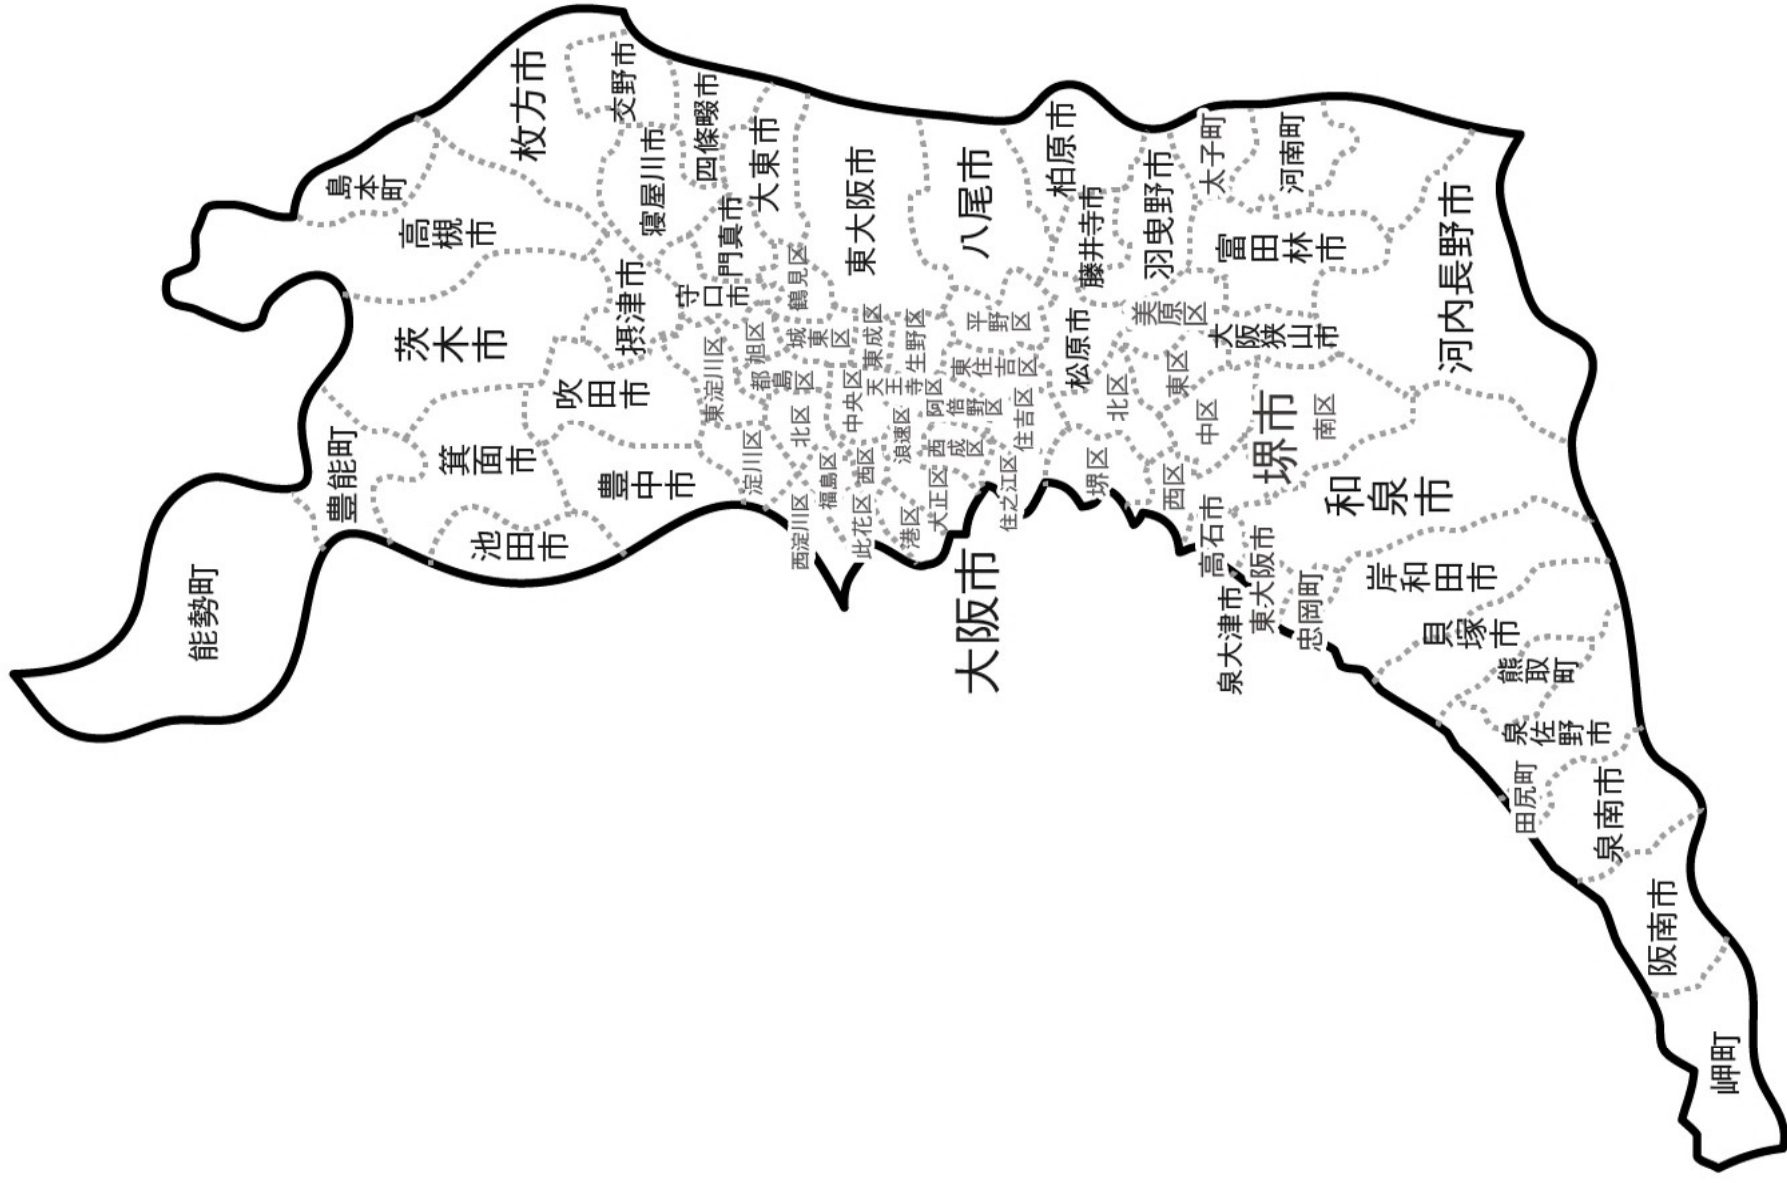 能勢町
豊能町
島本町
高槻市
茨木市
箕面市
池田市
枚方市
交野市
寝屋川市
四條畷市
摂津市
吹田市
豊中市
守口市
門真市
大東市
東大阪市
八尾市
柏原市
藤井寺市
羽曳野市
太子町
河南町
富田林市
河内長野市
松原市
大阪狭山市
大阪市
東淀川区
淀川区
西淀川区
旭区
都島区
鶴見区
城東区
北区
福島区
此花区
中央区
西区
東成区
天王寺
生野区
浪速区
港区
大正区
阿倍野区
西成区
東住吉区
平野区
住吉区
住之江区
堺市
堺区
北区
西区
東区
中区
美原区
南区
高石市
東大阪市
泉大津市
忠岡町
和泉市
岸和田市
貝塚市
熊取町
泉佐野市
田尻町
泉南市
阪南市
岬町